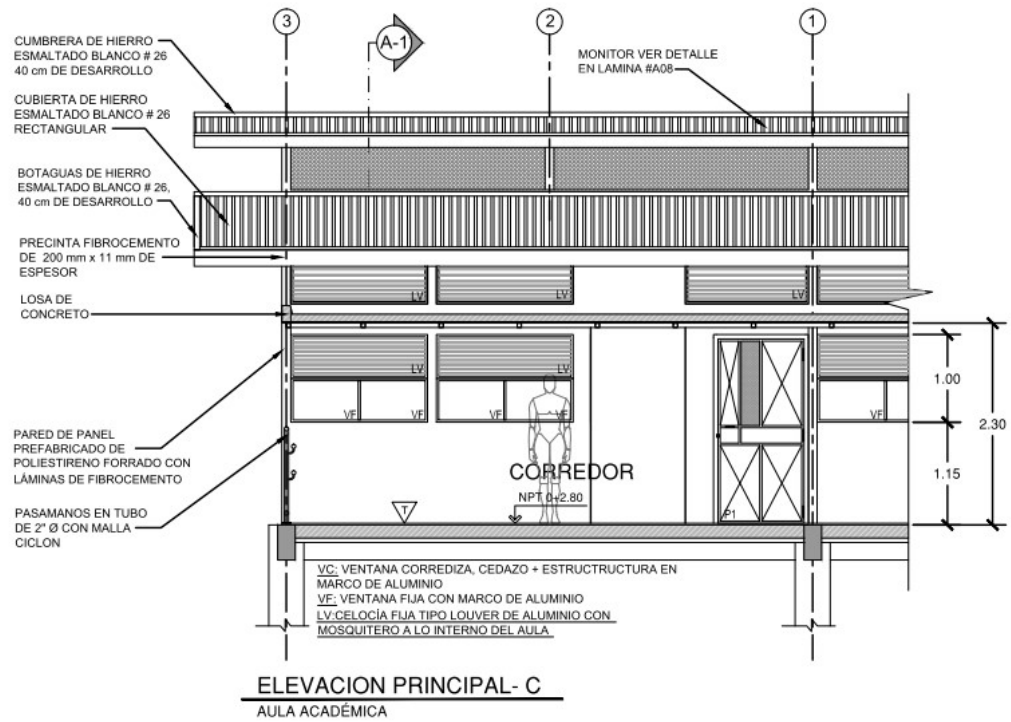 3
2
1
A-1
CUMBRERA DE HIERRO
ESMALTADO BLANCO # 26
40 cm DE DESARROLLO
MONITOR VER DETALLE
EN LAMINA #A08
CUBIERTA DE HIERRO
ESMALTADO BLANCO # 26
RECTANGULAR
BOTAGUAS DE HIERRO
ESMALTADO BLANCO # 26,
40 cm DE DESARROLLO
PRECINTA FIBROCEMENTO
DE 200 mm x 11 mm DE
ESPESOR
LV
LV
LV
LV
LOSA DE
CONCRETO
LV
LV
LV
1.00
2.30
VF
VF
VF
VF
VF
1.15
PARED DE PANEL
PREFABRICADO DE
POLIESTIRENO FORRADO CON
LÁMINAS DE FIBROCEMENTO
CORREDOR
NPT 0+2.80
T
P1
PASAMANOS EN TUBO
DE 2" Ø CON MALLA
CICLON
VC: VENTANA CORREDIZA, CEDAZO + ESTRUCTRUCTURA EN
MARCO DE ALUMINIO
VF: VENTANA FIJA CON MARCO DE ALUMINIO
LV:CELOCÍA FIJA TIPO LOUVER DE ALUMINIO CON
MOSQUITERO A LO INTERNO DEL AULA
ELEVACION PRINCIPAL- C
AULA ACADÉMICA